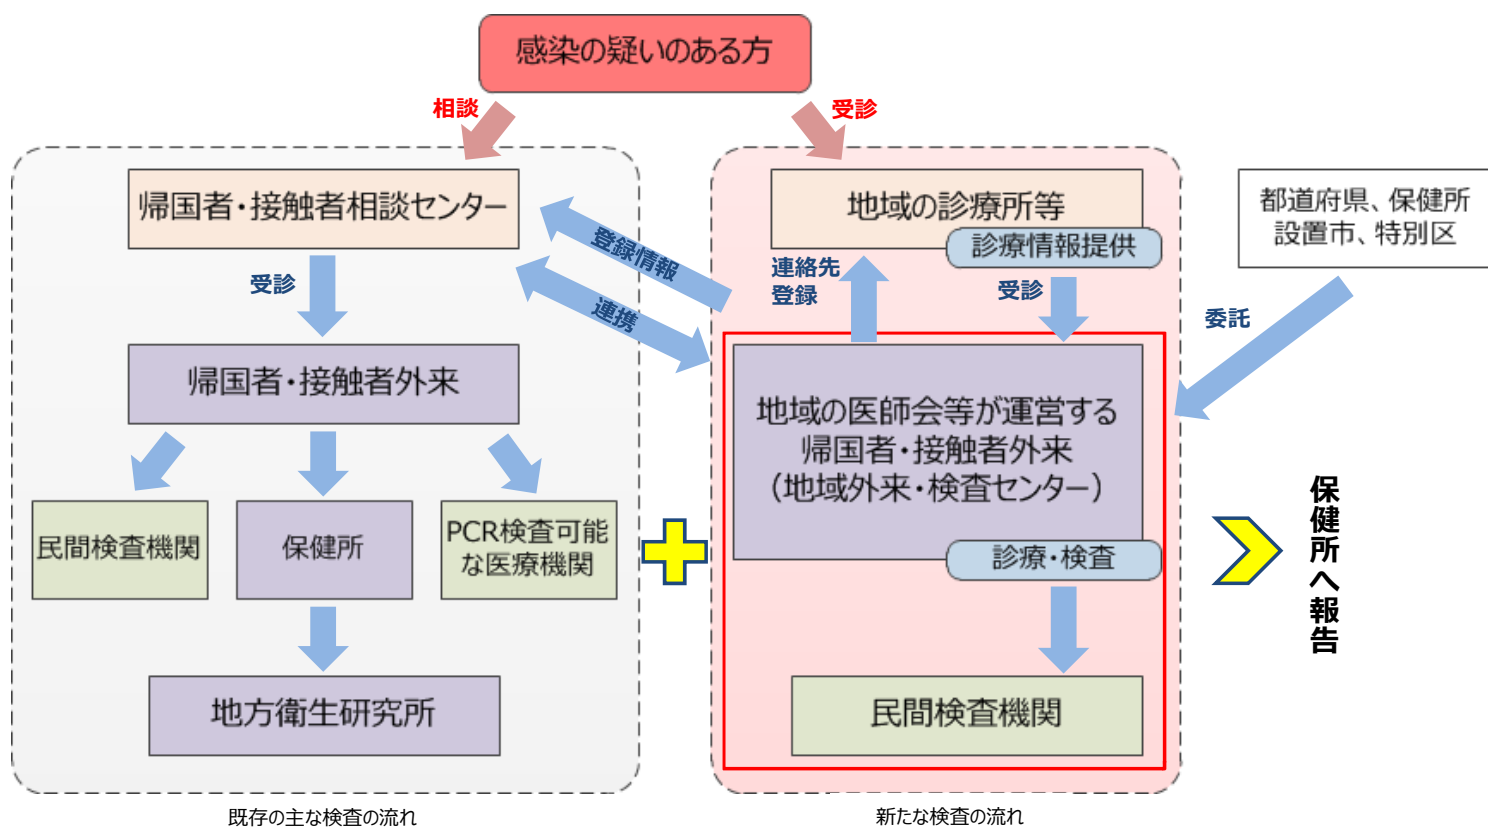 感染の疑いのある方
相談
受診
帰国者・接触者相談センター
受診
帰国者・接触者外来
民間検査機関
保健所
PCR検査可能
な医療機関
地方衛生研究所
既存の主な検査の流れ
登録情報
連携
地域の診療所等
診療情報提供
連絡先
登録
受診
地域の医師会等が運営する
帰国者・接触者外来
（地域外来・検査センター）
診療・検査
民間検査機関
新たな検査の流れ
都道府県、保健所
設置市、特別区
委託
保健所へ報告